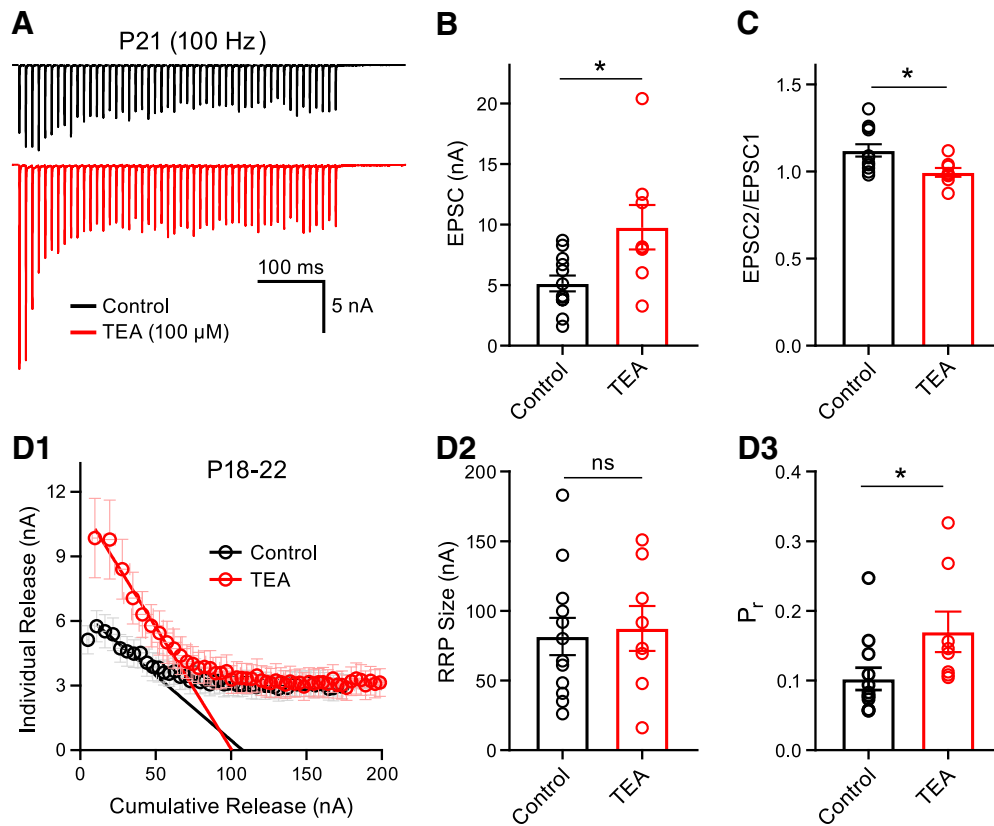 A
P21 (100 Hz)
100 ms
5 nA
Control
TEA (100 µM)
B
*
EPSC (nA)
20
15
10
5
0
Control
TEA
C
*
EPSC2/EPSC1
1.5
1.0
0.5
0.0
Control
TEA
D1
P18-22
Individual Release (nA)
12
9
6
3
0
Control
TEA
0
50
100
150
200
Cumulative Release (nA)
D2
ns
RRP Size (nA)
200
150
100
50
0
Control
TEA
D3
*
Pr
0.4
0.3
0.2
0.1
0.0
Control
TEA